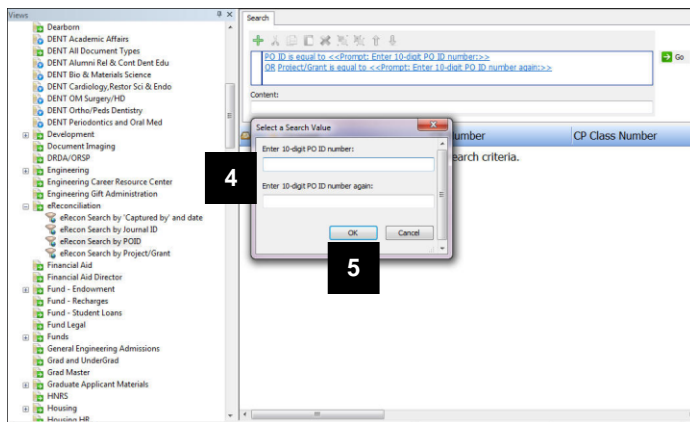 Views
Dearborn
DENT Academic Affairs
DENT All Document Types
DENT Alumni Rel & Cont Dent Edu
DENT Bio & Materials Science
DENT Cardiology,Restor Sci & Endo
DENT OM Surgery/HD
DENT Ortho/Peds Dentistry
DENT Periodontics and Oral Med
Development
Document Imaging
DRDA/ORSP
Engineering
Engineering Career Resource Center
Engineering Gift Administration
eReconciliation
eRecon Search by 'Captured by' and date
eRecon Search by Journal ID
eRecon Search by POID
eRecon Search by Project/Grant
Financial Aid
Financial Aid Director
Fund - Endowment
Fund - Recharges
Fund - Student Loans
Fund Legal
Funds
General Engineering Admissions
Grad and UnderGrad
Grad Master
Graduate Applicant Materials
HNRS
Housing
Housing HR
Search
PO ID is equal to <<Prompt: Enter 10-digit PO ID number:>>
OR Project/Grant is equal to <<Prompt: Enter 10-digit PO ID number again:>>
Go
Content:
umber
CP Class Number
earch criteria.
Select a Search Value
Enter 10-digit PO ID number:
4
Enter 10-digit PO ID number again:
OK
Cancel
5